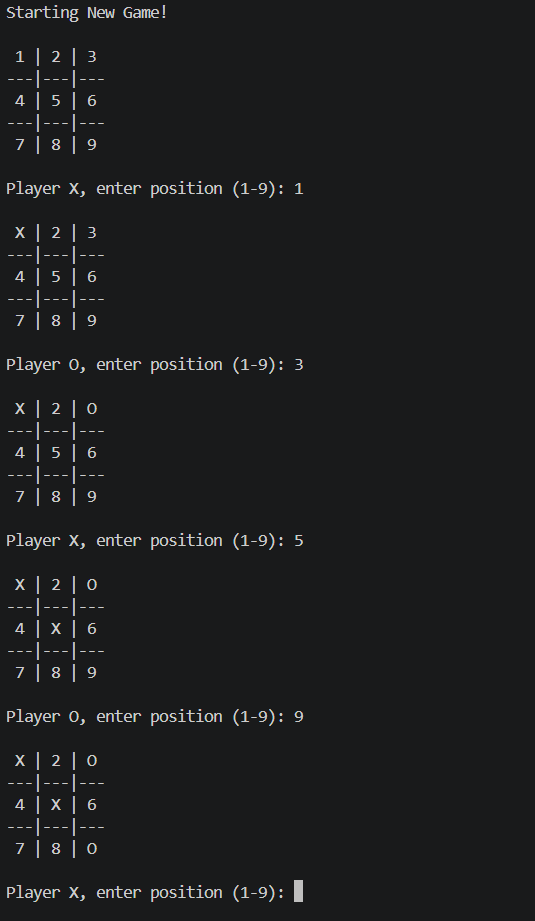 Starting New Game!
1 | 2 | 3
---|---|---
4 | 5 | 6
---|---|---
7 | 8 | 9
Player X, enter position (1-9): 1
X | 2 | 3
---|---|---
4 | 5 | 6
---|---|---
7 | 8 | 9
Player O, enter position (1-9): 3
X | 2 | O
---|---|---
4 | 5 | 6
---|---|---
7 | 8 | 9
Player X, enter position (1-9): 5
X | 2 | O
---|---|---
4 | X | 6
---|---|---
7 | 8 | 9
Player O, enter position (1-9): 9
X | 2 | O
---|---|---
4 | X | 6
---|---|---
7 | 8 | O
Player X, enter position (1-9):